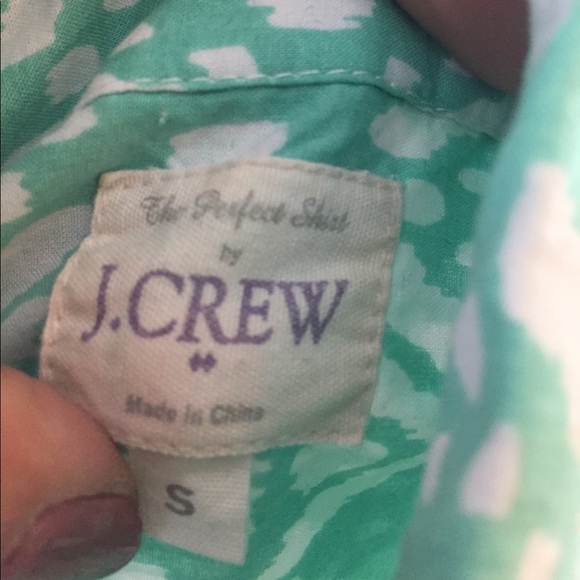 The Perfect Shirt
by
J.CREW
Made in China
S